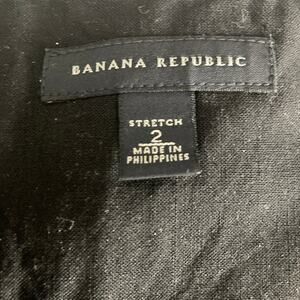 BANANA REPUBLIC
STRETCH
2
MADE IN
PHILIPPINES